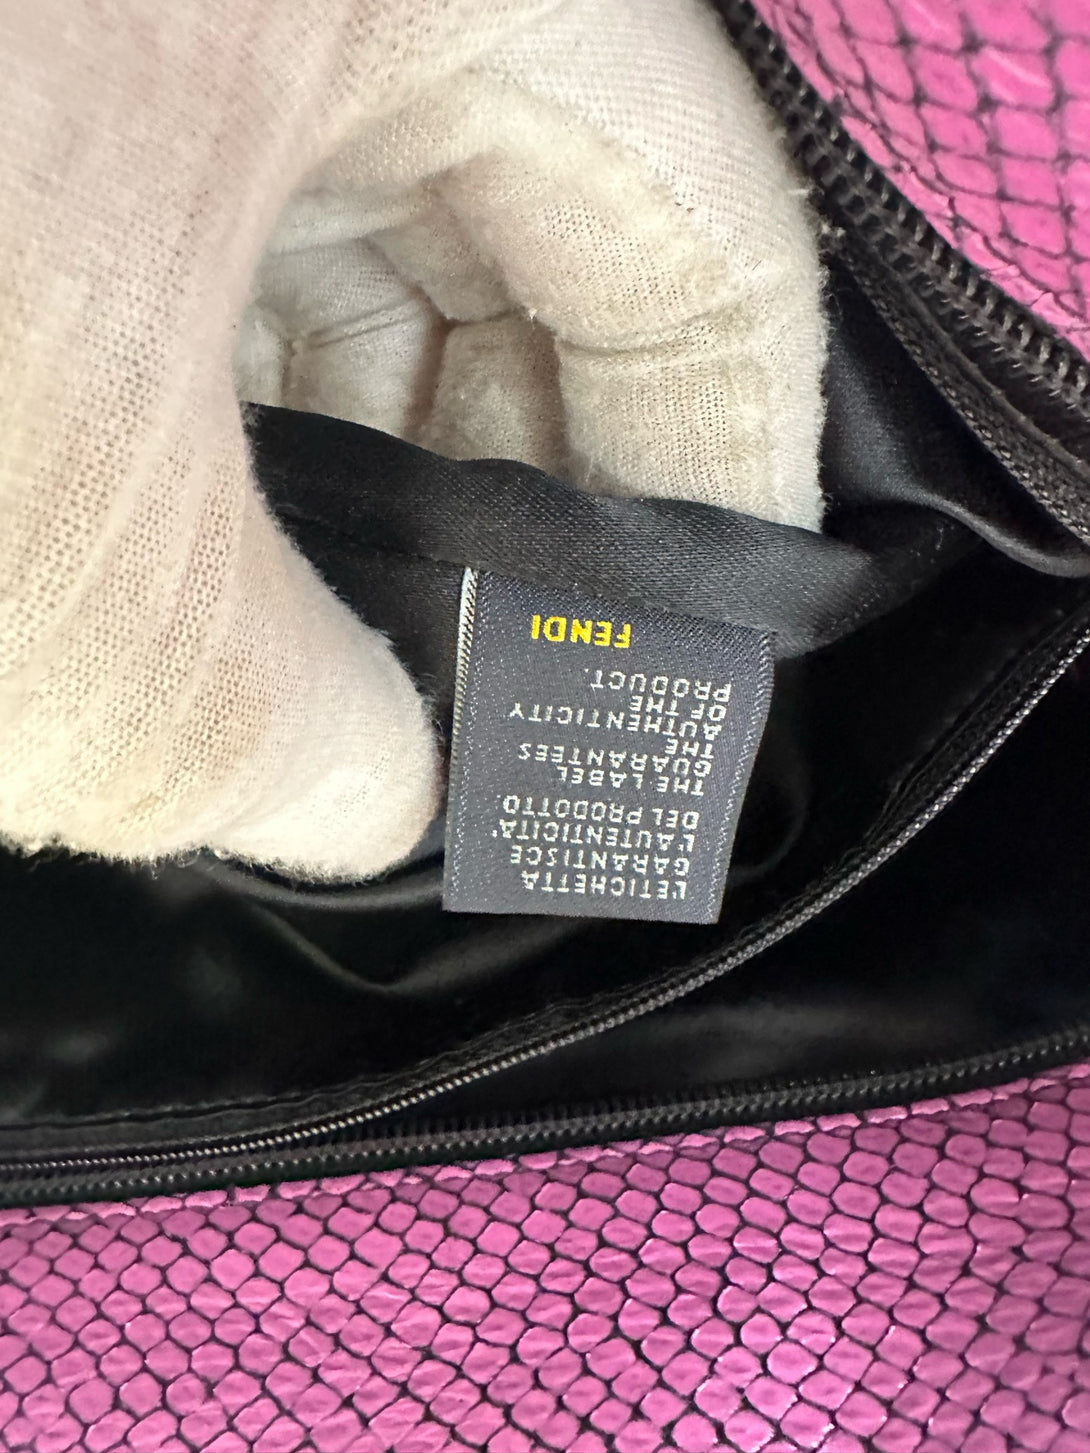 L'ETICHETTA
GARANTISCE
L'AUTENTICITA'
DEL PRODOTTO.
THE LABEL
GUARANTEES
THE
AUTHENTICITY
OF THE
PRODUCT.
FENDI